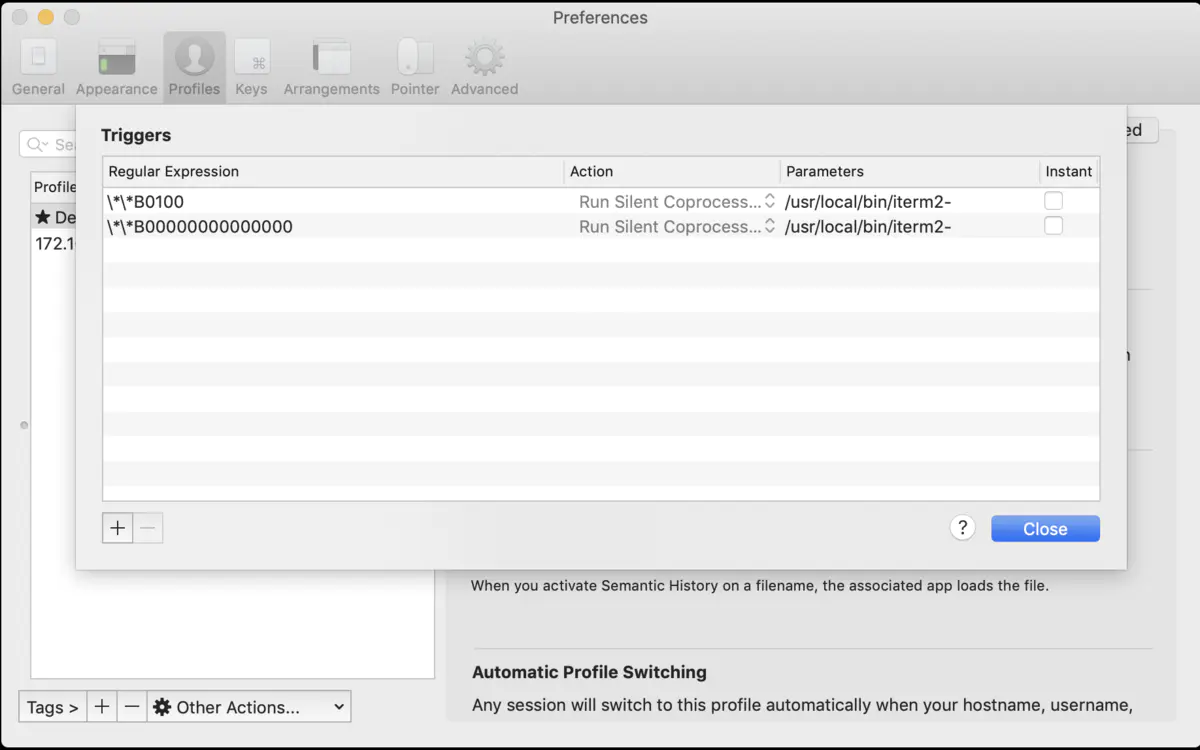 Preferences
General Appearance Profiles Keys Arrangements Pointer Advanced
Triggers
Regular Expression Action Parameters Instant
\*\*B0100 Run Silent Coprocess... /usr/local/bin/iterm2-
\*\*B00000000000000 Run Silent Coprocess... /usr/local/bin/iterm2-
Profile
★ De
172.1
+ − ? Close
When you activate Semantic History on a filename, the associated app loads the file.
Automatic Profile Switching
Any session will switch to this profile automatically when your hostname, username,
Tags > + − Other Actions...